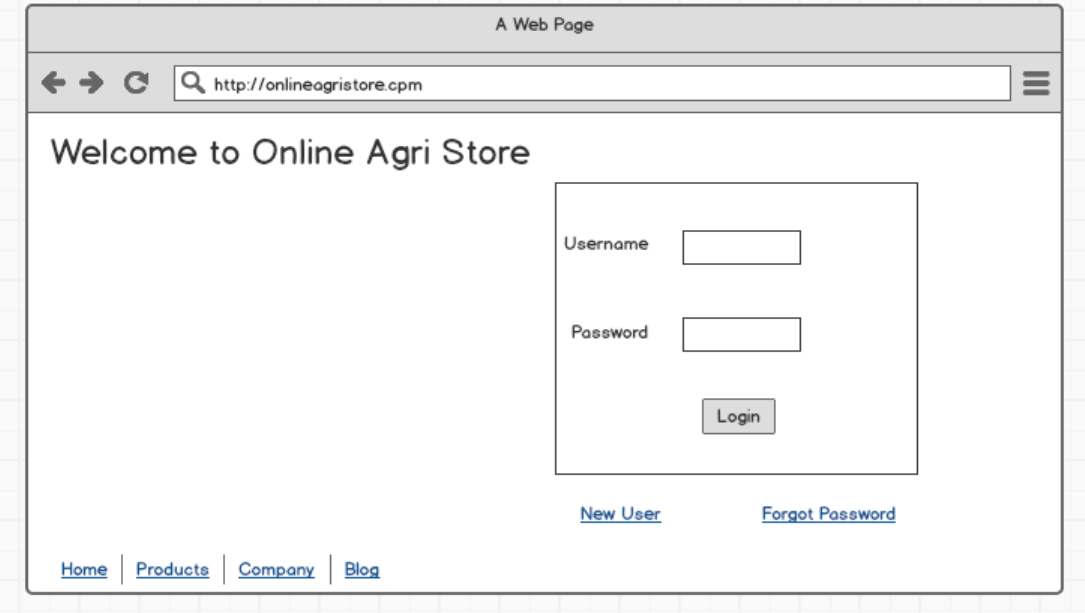 A Web Page
http://onlineagristore.cpm
Welcome to Online Agri Store
Username
Password
Login
New User Forgot Password
Home Products Company Blog